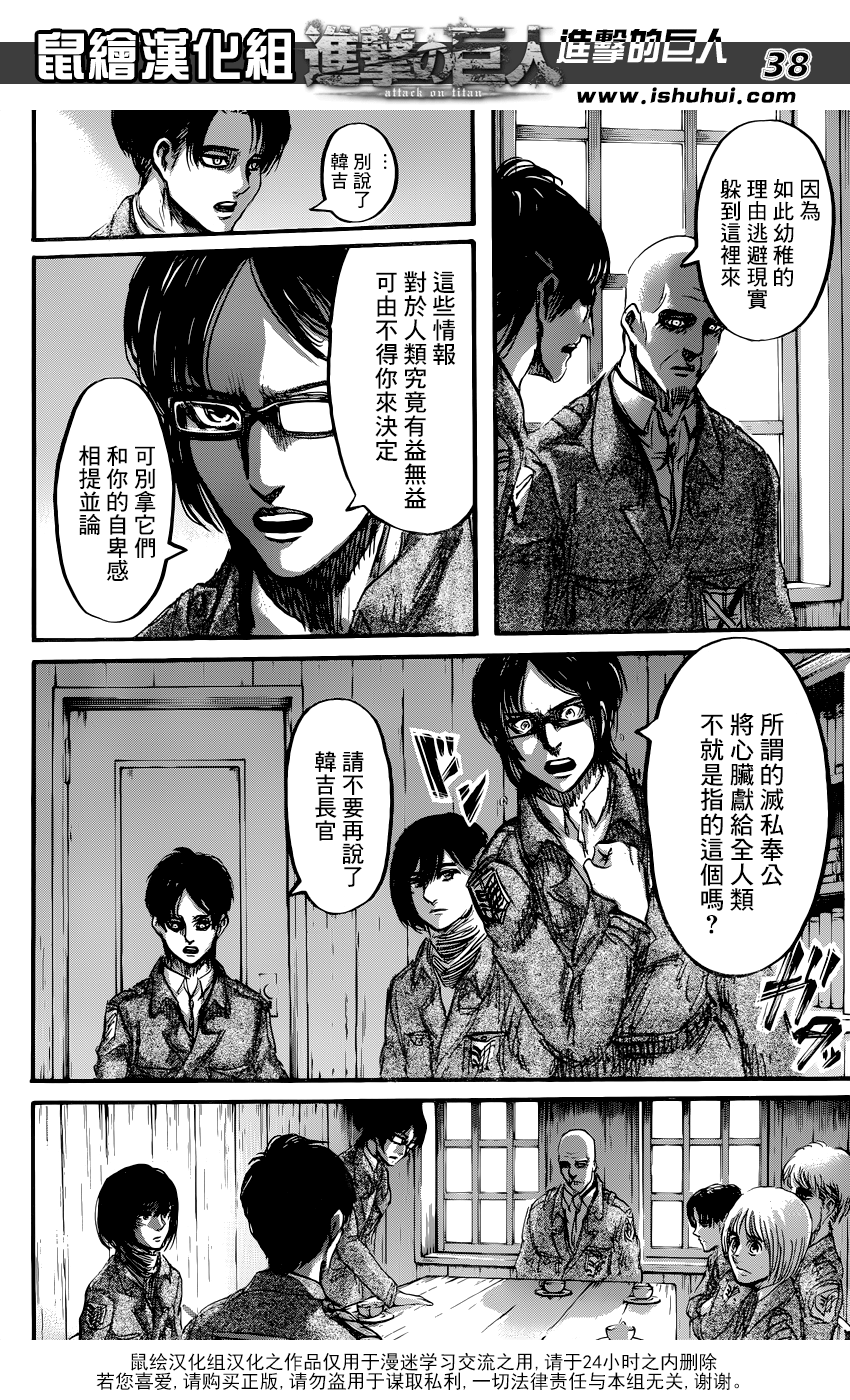 鼠繪漢化組
進撃の巨人
attack on titan
進擊的巨人
www.ishuhui.com
38
因為
如此幼稚的
理由逃避現實
躲到這裡來
…
別說了
韓吉
這些情報
對於人類究竟有益無益
可由不得你來決定
可別拿它們
和你的自卑感
相提並論
所謂的滅私奉公
將心臟獻給全人類
不就是指的這個嗎?
ドン
請不要再說了
韓吉長官
ガタ
鼠绘汉化组汉化之作品仅用于漫迷学习交流之用,请于24小时之内删除
若您喜爱,请购买正版,请勿盗用于谋取私利,一切法律责任与本组无关,谢谢。